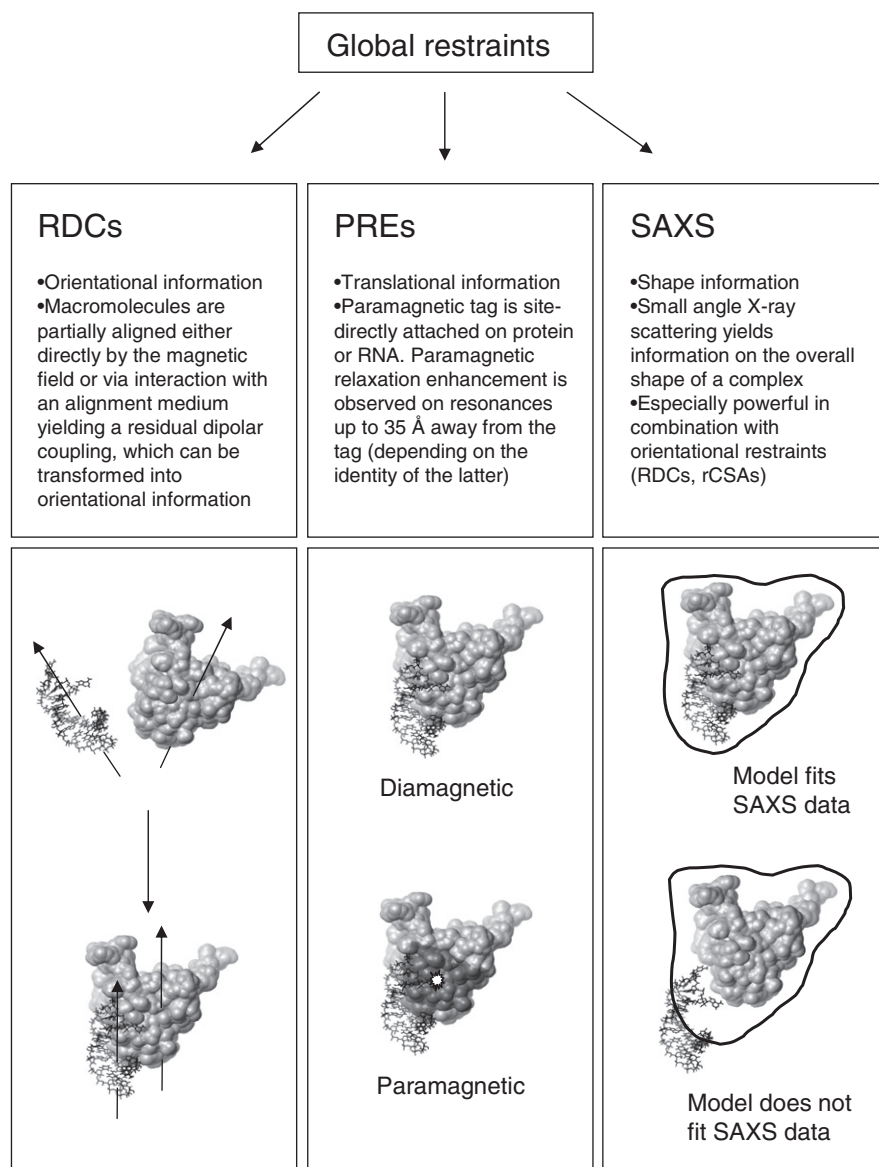 Global restraints
RDCs
•Orientational information
•Macromolecules are
partially aligned either
directly by the magnetic
field or via interaction with
an alignment medium
yielding a residual dipolar
coupling, which can be
transformed into
orientational information
PREs
•Translational information
•Paramagnetic tag is site-
directly attached on protein
or RNA. Paramagnetic
relaxation enhancement is
observed on resonances
up to 35 Å away from the
tag (depending on the
identity of the latter)
SAXS
•Shape information
•Small angle X-ray
scattering yields
information on the overall
shape of a complex
•Especially powerful in
combination with
orientational restraints
(RDCs, rCSAs)
Diamagnetic
Paramagnetic
Model fits
SAXS data
Model does not
fit SAXS data